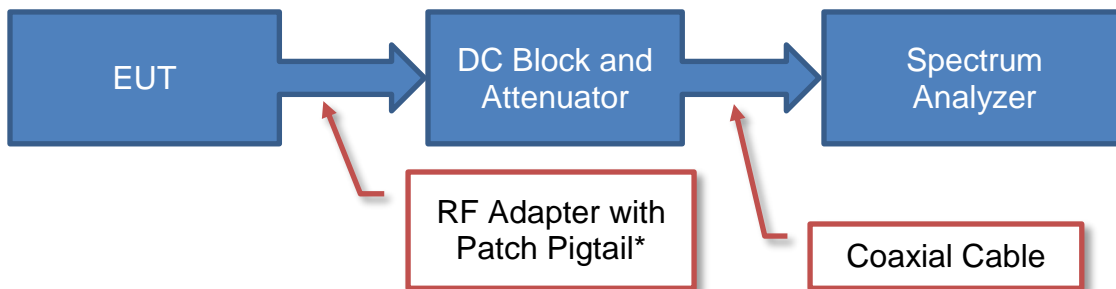 EUT
DC Block and
Attenuator
Spectrum
Analyzer
RF Adapter with
Patch Pigtail*
Coaxial Cable